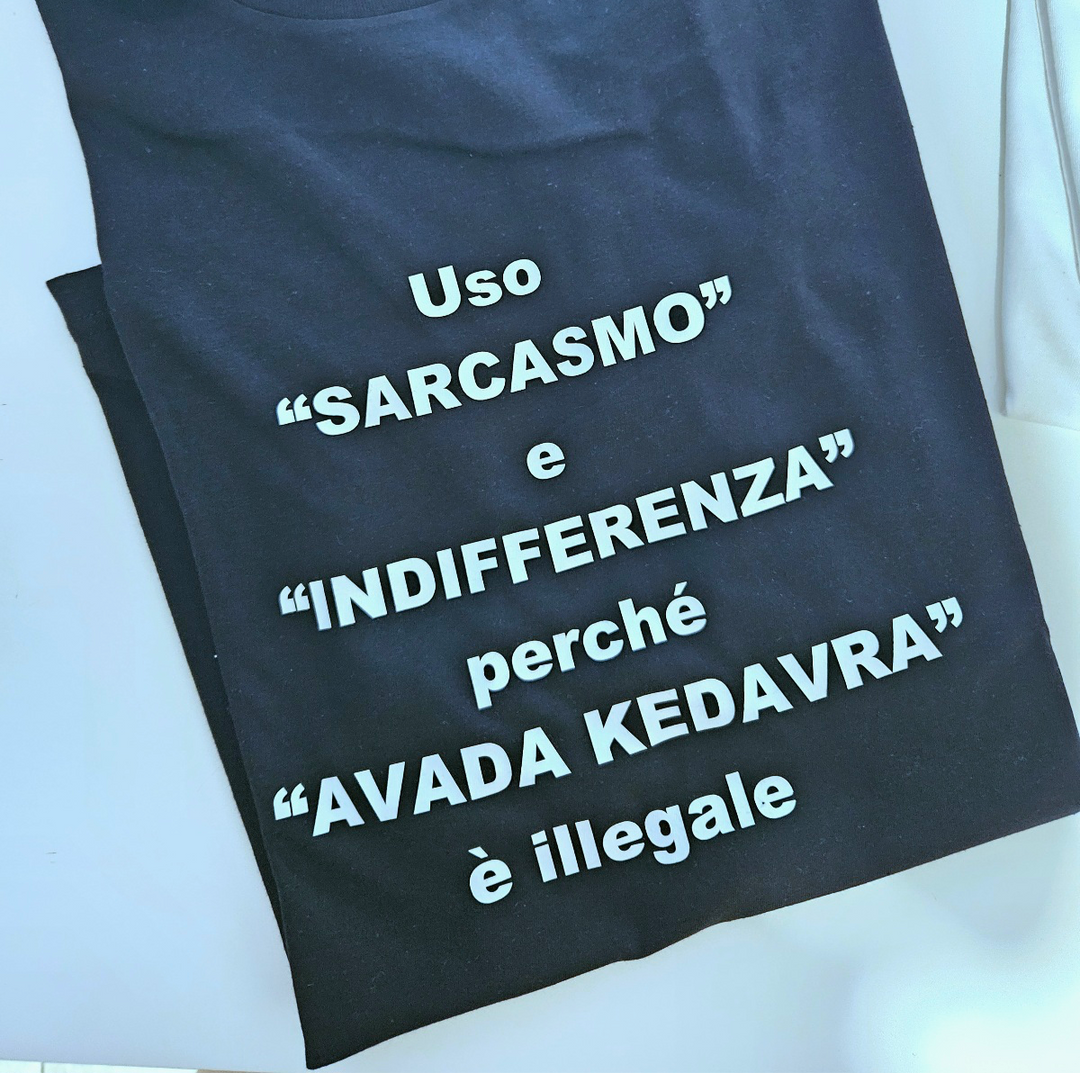 Uso
“SARCASMO”
e
“INDIFFERENZA”
perché
“AVADA KEDAVRA”
è illegale